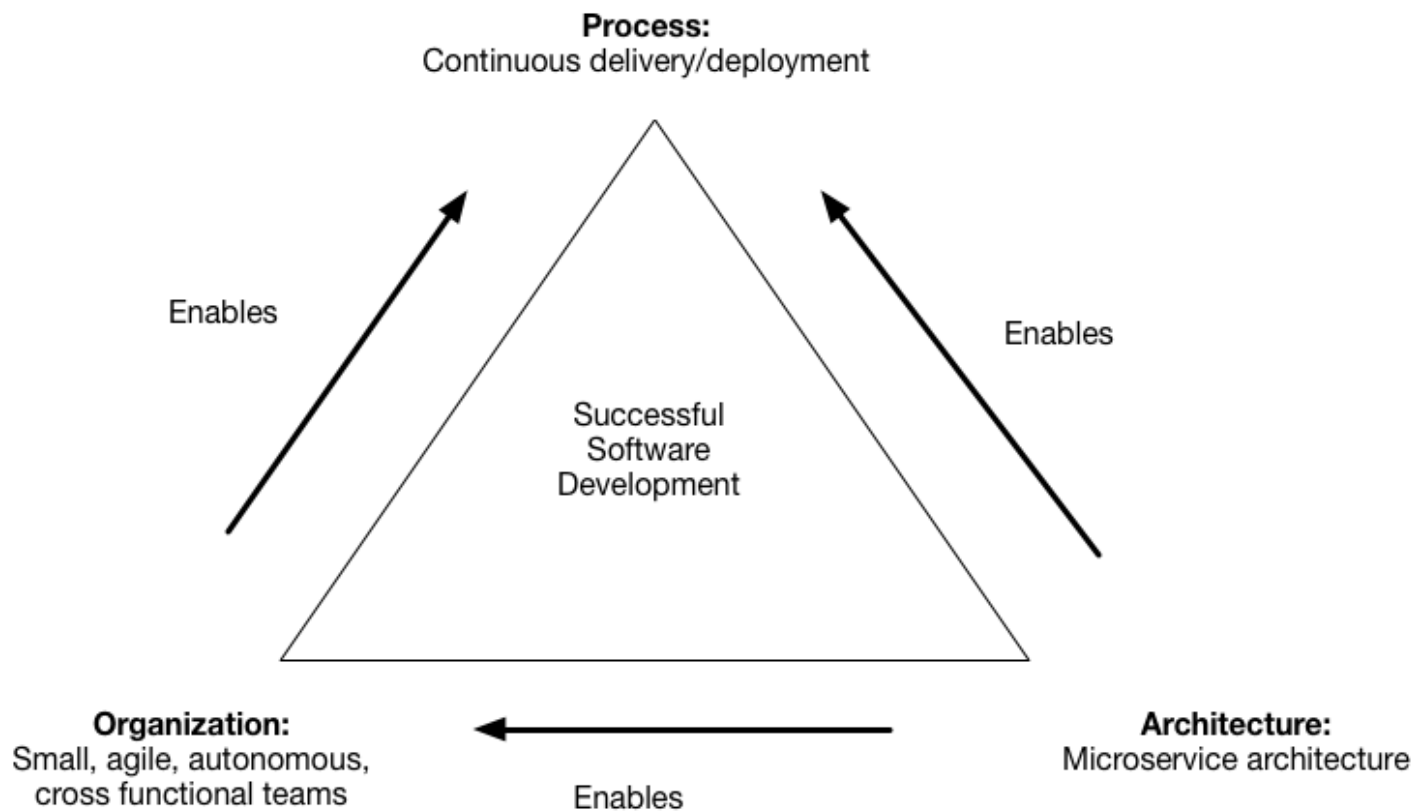 Process:
Continuous delivery/deployment
Enables
Enables
Successful
Software
Development
Organization:
Small, agile, autonomous,
cross functional teams
Enables
Architecture:
Microservice architecture